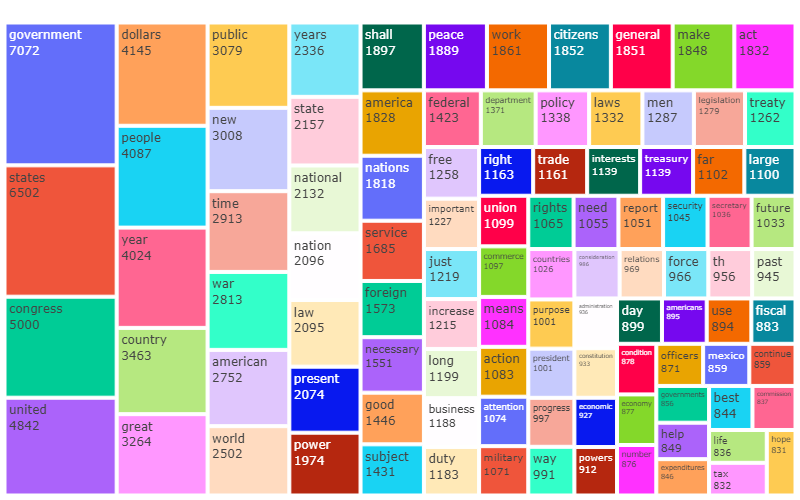 government
7072
states
6502
congress
5000
united
4842
dollars
4145
people
4087
year
4024
country
3463
great
3264
public
3079
new
3008
time
2913
war
2813
american
2752
world
2502
years
2336
state
2157
national
2132
nation
2096
law
2095
present
2074
power
1974
shall
1897
america
1828
nations
1818
service
1685
foreign
1573
necessary
1551
good
1446
subject
1431
peace
1889
work
1861
citizens
1852
general
1851
make
1848
act
1832
federal
1423
department
1371
policy
1338
laws
1332
men
1287
legislation
1279
treaty
1262
free
1258
important
1227
just
1219
increase
1215
long
1199
business
1188
duty
1183
right
1163
trade
1161
interests
1139
treasury
1139
far
1102
large
1100
union
1099
commerce
1097
means
1084
action
1083
attention
1074
military
1071
rights
1065
need
1055
report
1051
security
1045
secretary
1036
future
1033
countries
1026
purpose
1001
president
1001
progress
997
way
991
consideration
986
relations
969
force
966
th
956
past
945
administration
936
constitution
933
economic
927
powers
912
day
899
americans
895
use
894
fiscal
883
condition
878
economy
877
number
876
officers
871
mexico
859
continue
859
governments
856
help
849
expenditures
846
best
844
commission
837
life
836
tax
832
hope
831